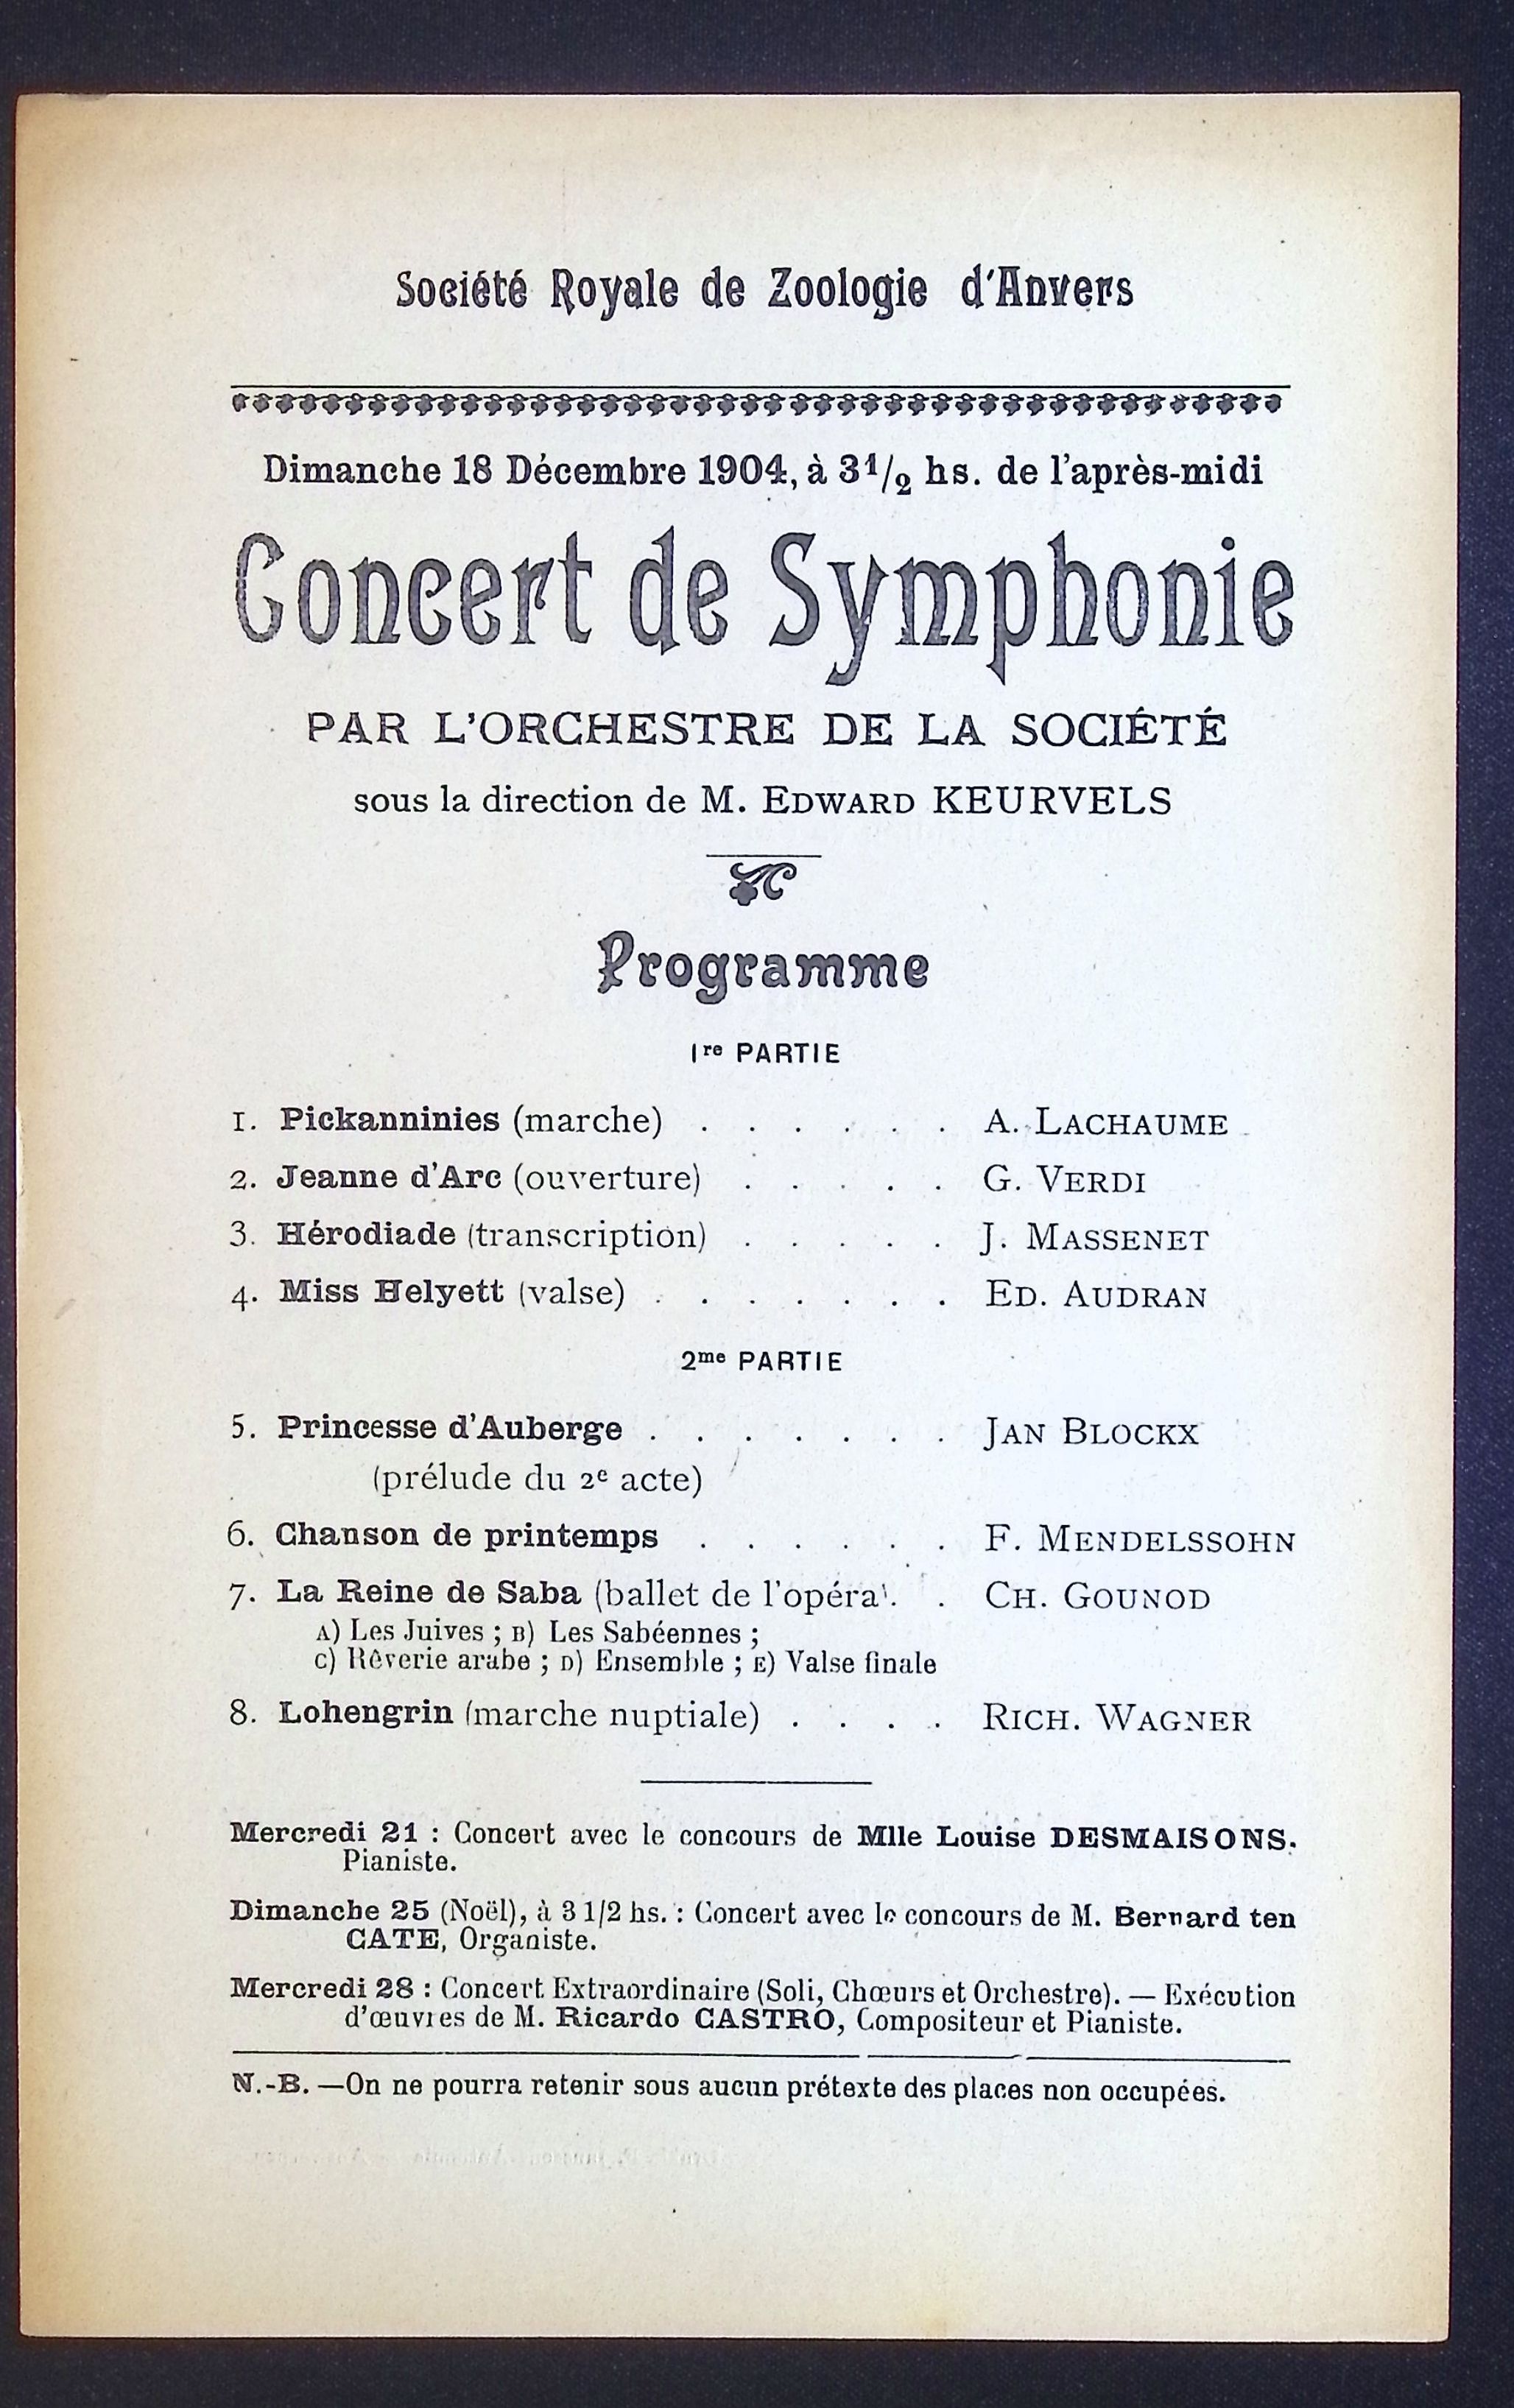 Société Royale de Zoologie d'Anvers
Dimanche 18 Décembre 1904, à 3 1/2 hs. de l'après-midi
Concert de Symphonie
PAR L'ORCHESTRE DE LA SOCIÉTÉ
sous la direction de M. EDWARD KEURVELS
Programme
1re PARTIE
1. Pickanninies (marche) . . . . . . A. LACHAUME
2. Jeanne d'Arc (ouverture) . . . . . G. VERDI
3. Hérodiade (transcription) . . . . . J. MASSENET
4. Miss Helyett (valse) . . . . . . . ED. AUDRAN
2me PARTIE
5. Princesse d'Auberge . . . . . . . JAN BLOCKX
(prélude du 2e acte)
6. Chanson de printemps . . . . . . F. MENDELSSOHN
7. La Reine de Saba (ballet de l'opéra). . CH. GOUNOD
A) Les Juives ; B) Les Sabéennes ;
C) Rêverie arabe ; D) Ensemble ; E) Valse finale
8. Lohengrin (marche nuptiale) . . . . RICH. WAGNER
Mercredi 21 : Concert avec le concours de Mlle Louise DESMAISONS.
Pianiste.
Dimanche 25 (Noël), à 3 1/2 hs. : Concert avec le concours de M. Bernard ten
CATE, Organiste.
Mercredi 28 : Concert Extraordinaire (Soli, Chœurs et Orchestre). — Exécution
d'œuvres de M. Ricardo CASTRO, Compositeur et Pianiste.
N.-B. —On ne pourra retenir sous aucun prétexte des places non occupées.